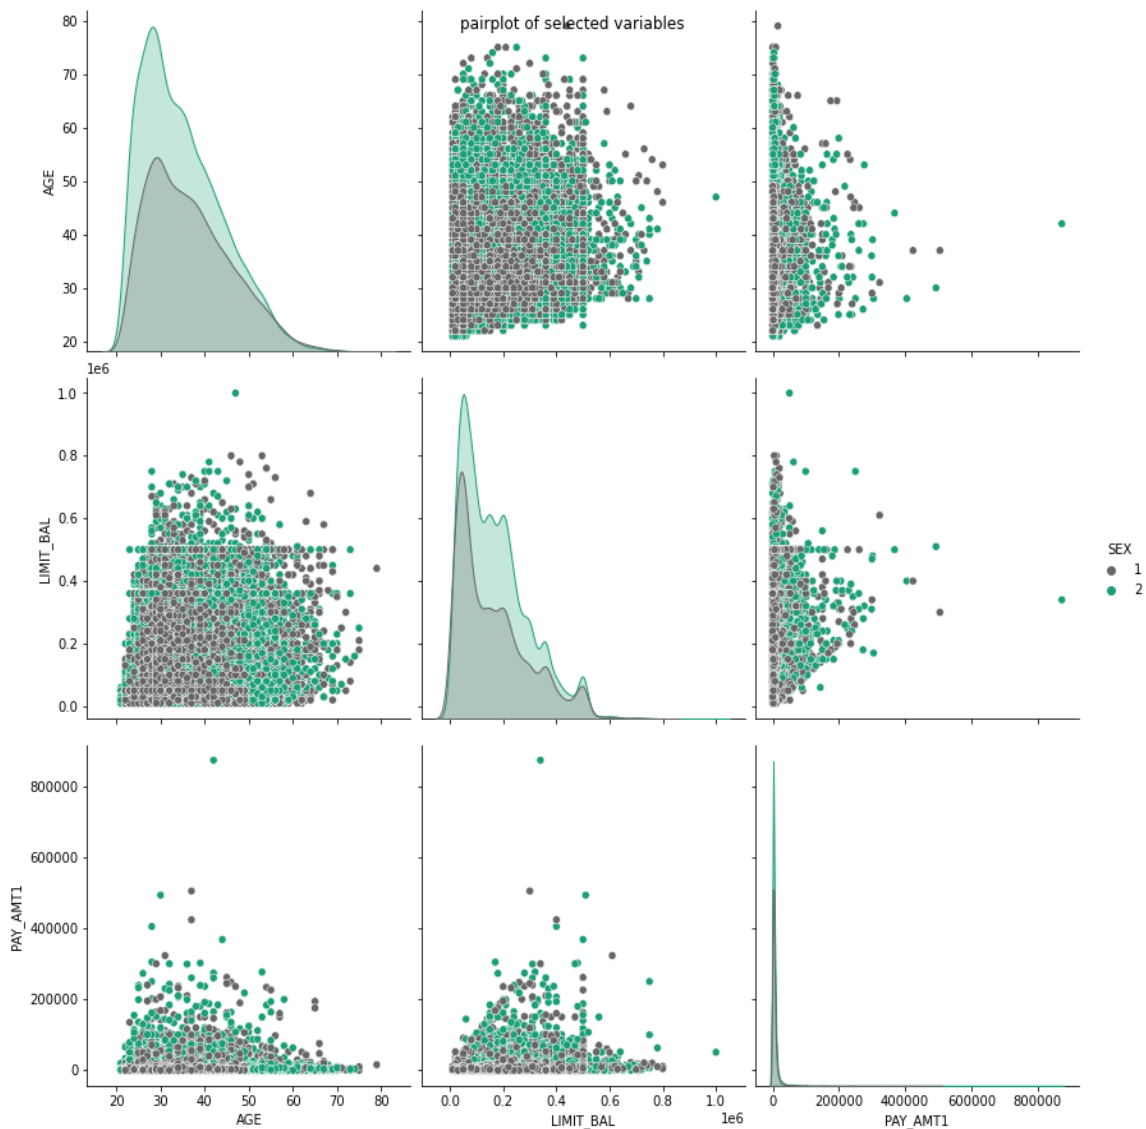 pairplot of selected variables
80
70
60
50
40
30
20
AGE
1e6
1.0
0.8
0.6
0.4
0.2
0.0
LIMIT_BAL
SEX
1
2
800000
600000
400000
200000
0
PAY_AMT1
20 30 40 50 60 70 80
AGE
0.0 0.2 0.4 0.6 0.8 1.0
1e6
LIMIT_BAL
0 200000 400000 600000 800000
PAY_AMT1